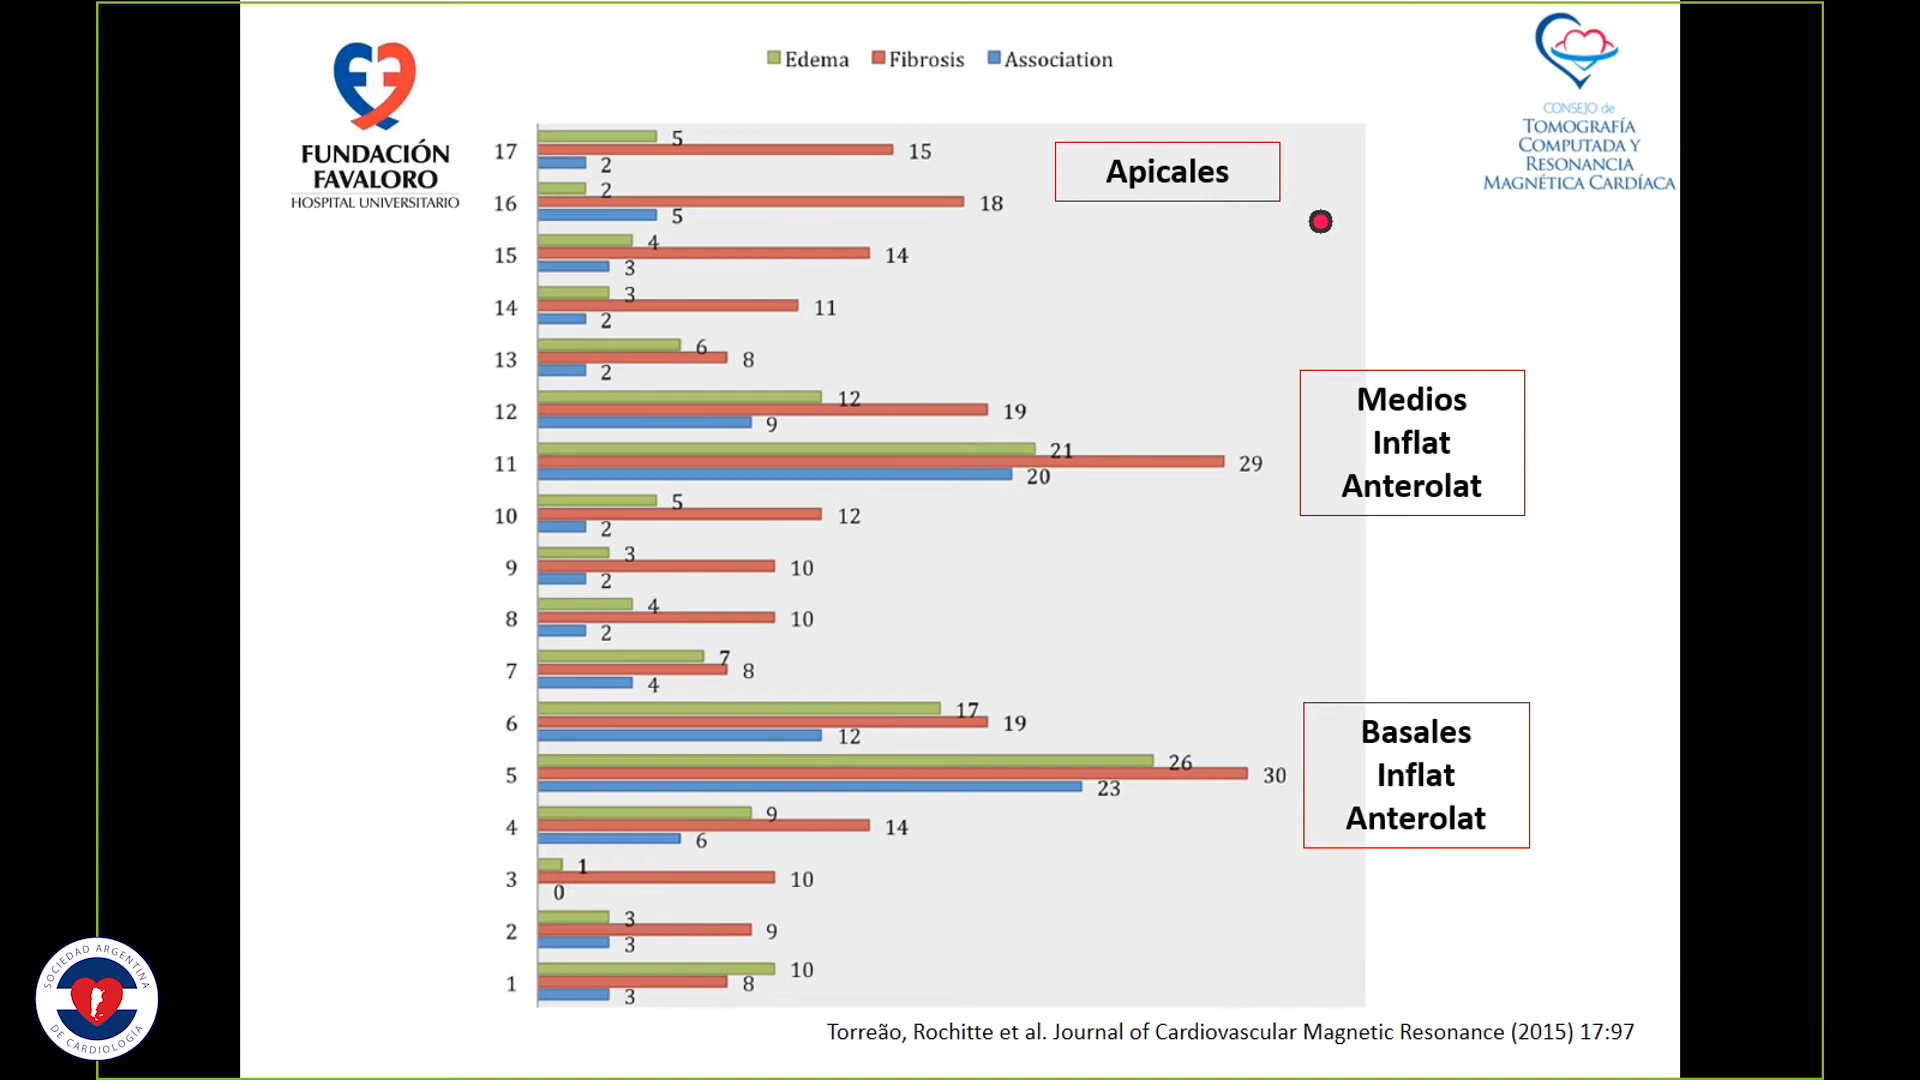 Edema Fibrosis Association
FUNDACIÓN
FAVALORO
HOSPITAL UNIVERSITARIO
CONSEJO de
TOMOGRAFÍA
COMPUTADA Y
RESONANCIA
MAGNÉTICA CARDÍACA
Apicales
17 5 15 2
16 2 18 5
15 4 14 3
14 3 11 2
13 6 8 2
12 12 19 9
11 21 29 20
10 5 12 2
9 3 10 2
8 4 10 2
7 7 8 4
6 17 19 12
5 26 30 23
4 9 14 6
3 1 10 0
2 3 9 3
1 10 8 3
Medios
Inflat
Anterolat
Basales
Inflat
Anterolat
SOCIEDAD ARGENTINA
DE CARDIOLOGÍA
Torreão, Rochitte et al. Journal of Cardiovascular Magnetic Resonance (2015) 17:97